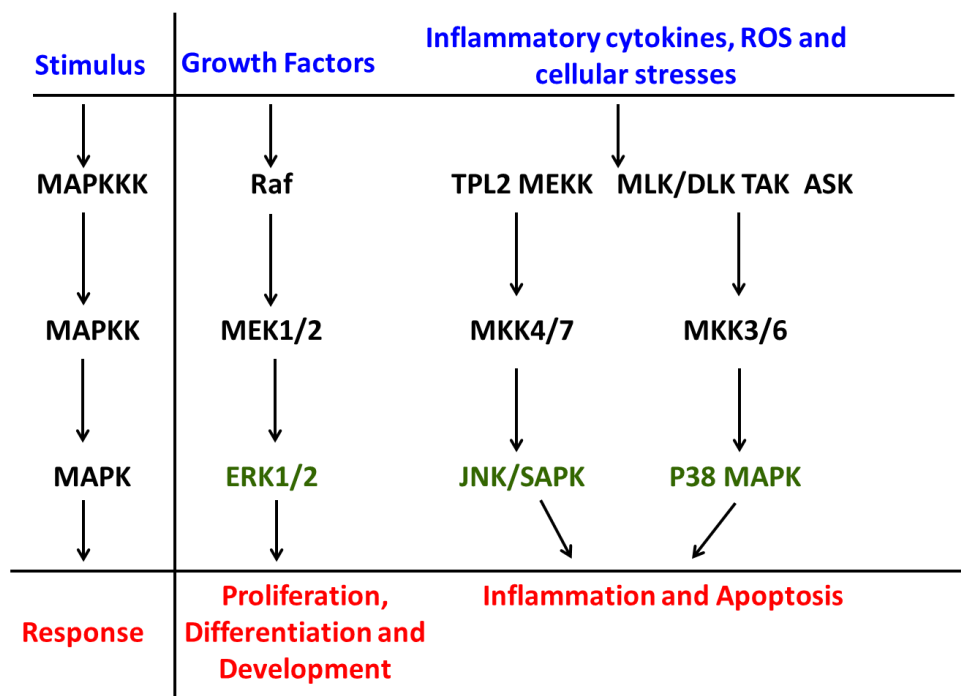 Stimulus
Growth Factors
Inflammatory cytokines, ROS and
cellular stresses
MAPKKK
Raf
TPL2 MEKK MLK/DLK TAK ASK
MAPKK
MEK1/2
MKK4/7
MKK3/6
MAPK
ERK1/2
JNK/SAPK
P38 MAPK
Response
Proliferation,
Differentiation and
Development
Inflammation and Apoptosis